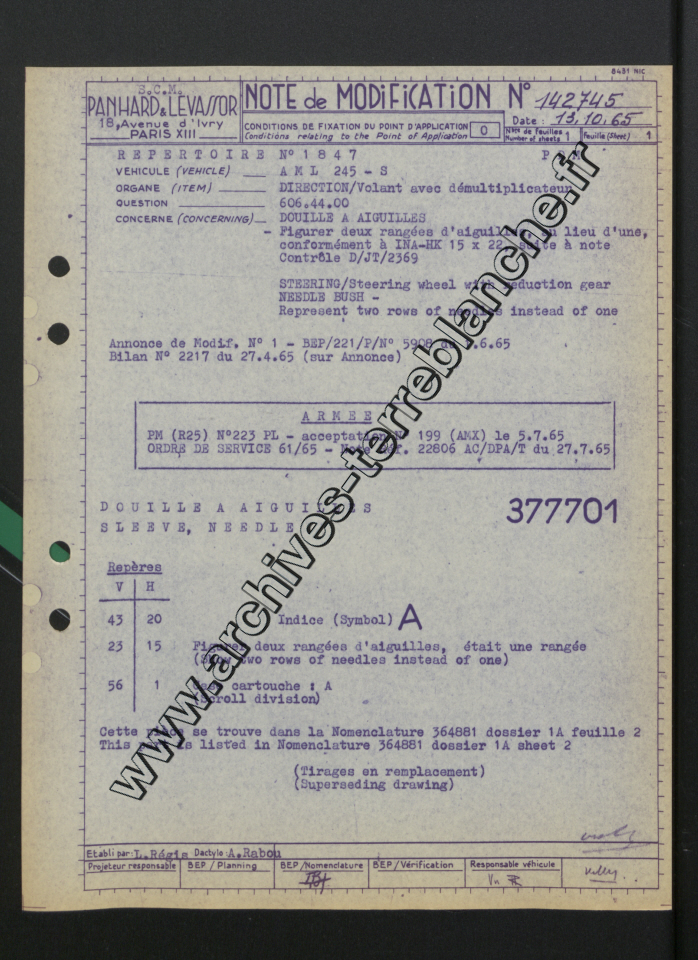 8481 MIC
S.C.M.
PANHARD & LEVASSOR
18, Avenue d'Ivry
PARIS XIII
NOTE de MODIFICATION N° 142745
CONDITIONS DE FIXATION DU POINT D'APPLICATION 0
Conditions relating to the Point of Application
Date : 13.10.65
Nbre de feuilles 1 Feuille (Sheet) 1
Number of sheets
REPERTOIRE N° 1847
VÉHICULE (VEHICLE) AML 245 - S
ORGANE (ITEM) DIRECTION/Volant avec démultiplicateur
QUESTION 606.44.00
CONCERNE (CONCERNING) DOUILLE A AIGUILLES
- Figurer deux rangées d'aiguilles, au lieu d'une,
conformément à INA-HK 15 x 22, suite à note
Contrôle D/JT/2369
STEERING/Steering wheel with reduction gear
NEEDLE BUSH -
Represent two rows of needles instead of one
Annonce de Modif. N° 1 - BEP/221/P/N° 5908 .6.65
Bilan N° 2217 du 27.4.65 (sur Annonce)
ARMEE
PM (R25) N°223 PL - acceptation N° 199 (AMX) le 5.7.65
ORDRE DE SERVICE 61/65 - 22806 AC/DPA/T du 27.7.65
DOUILLE A AIGUILLES
SLEEVE, NEEDLE
377701
Repères
V H
43 20 Indice (Symbol) A
23 15 Figurer deux rangées d'aiguilles, était une rangée
(Show two rows of needles instead of one)
56 1 cartouche : A
(Scroll division)
Cette pièce se trouve dans la Nomenclature 364881 dossier 1A feuille 2
This part is listed in Nomenclature 364881 dossier 1A sheet 2
(Tirages en remplacement)
(Superseding drawing)
Etabli par: L.Régis Dactylo: A.Rabou
Projeteur responsable BEP / Planning BEP / Nomenclature BEP / Vérification Responsable véhicule
www.archives-terreblanche.fr